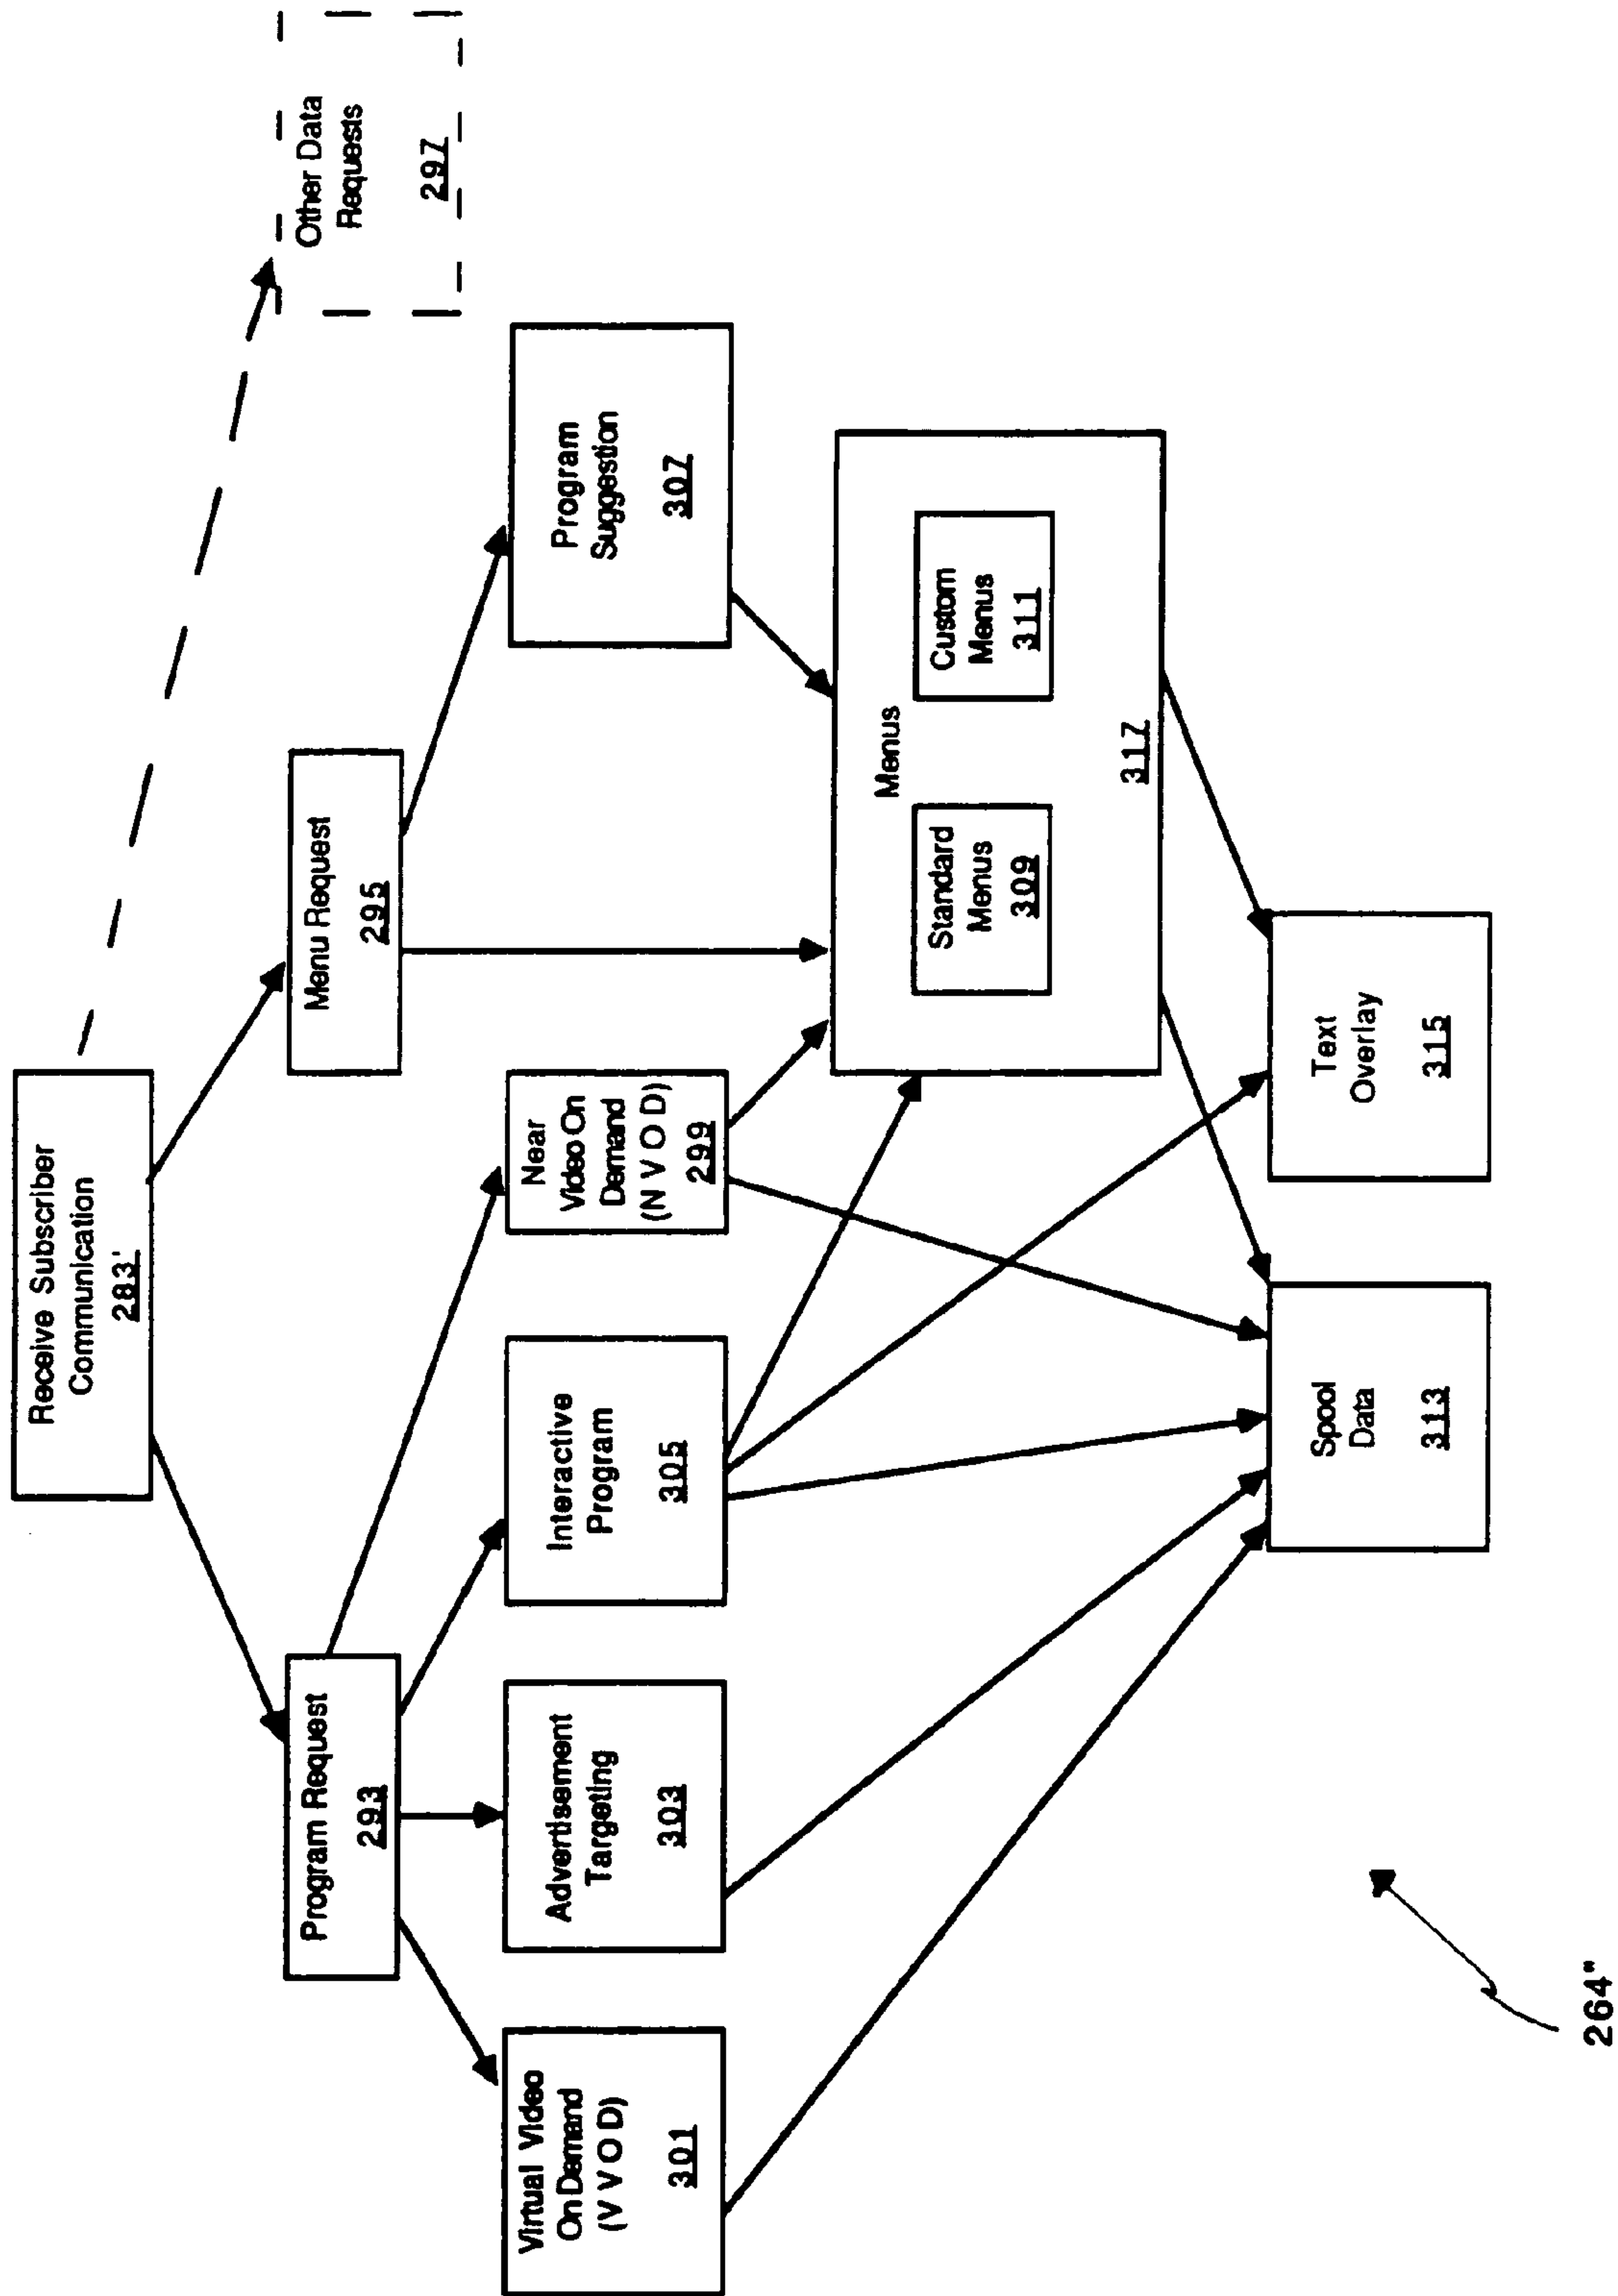 Receive Subscriber
Communication
283'
Program Request
293
Menu Request
295
Other Data
Requests
297
Virtual Video
On Demand
(V V O D)
301
Advertisement
Targeting
303
Interactive
Program
305
Near
Video On
Demand
(N V O D)
299
Program
Suggestion
307
Menus
Standard
Menus
309
Custom
Menus
311
317
Spool
Data
313
Text
Overlay
315
264"